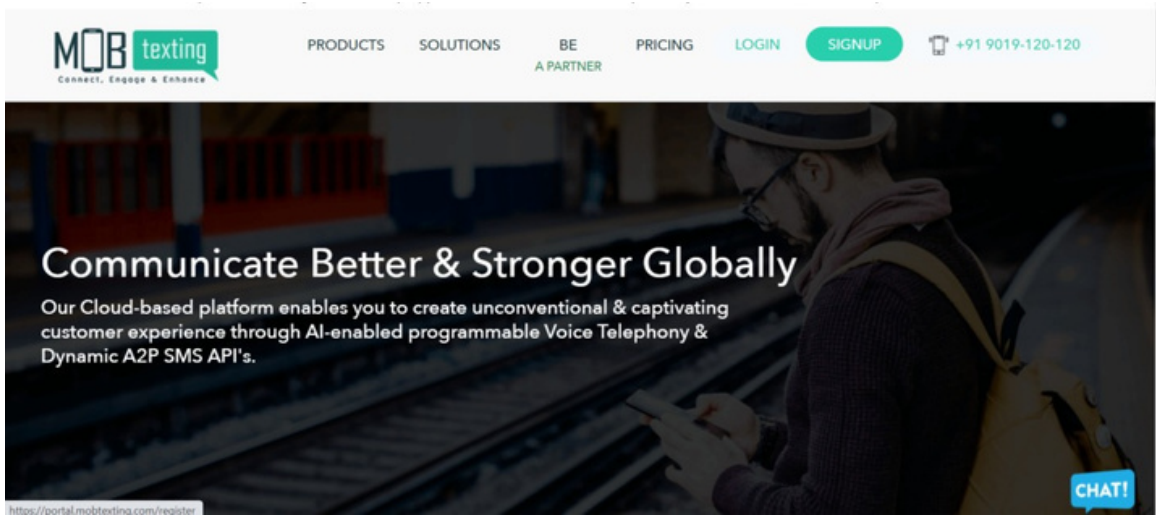 MOB texting
Connect, Engage & Enhance
PRODUCTS
SOLUTIONS
BE
A PARTNER
PRICING
LOGIN
SIGNUP
+91 9019-120-120
Communicate Better & Stronger Globally
Our Cloud-based platform enables you to create unconventional & captivating
customer experience through AI-enabled programmable Voice Telephony &
Dynamic A2P SMS API's.
CHAT!
https://portal.mobtexting.com/register